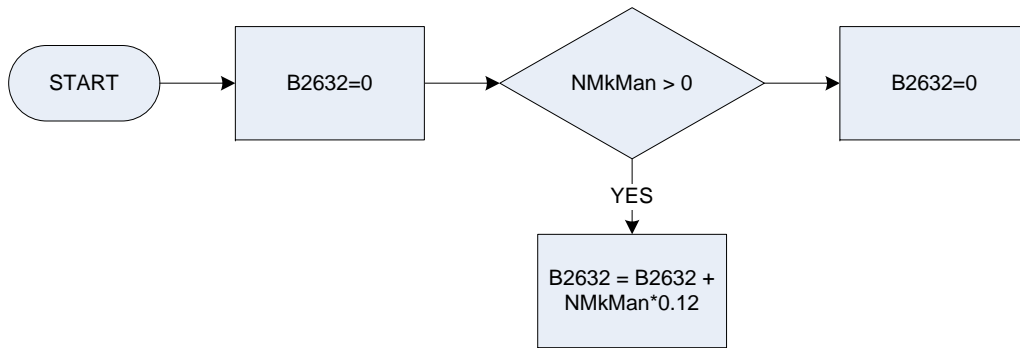 START
B2632=0
NMkMan > 0
B2632=0
YES
B2632 = B2632 +
NMkMan*0.12